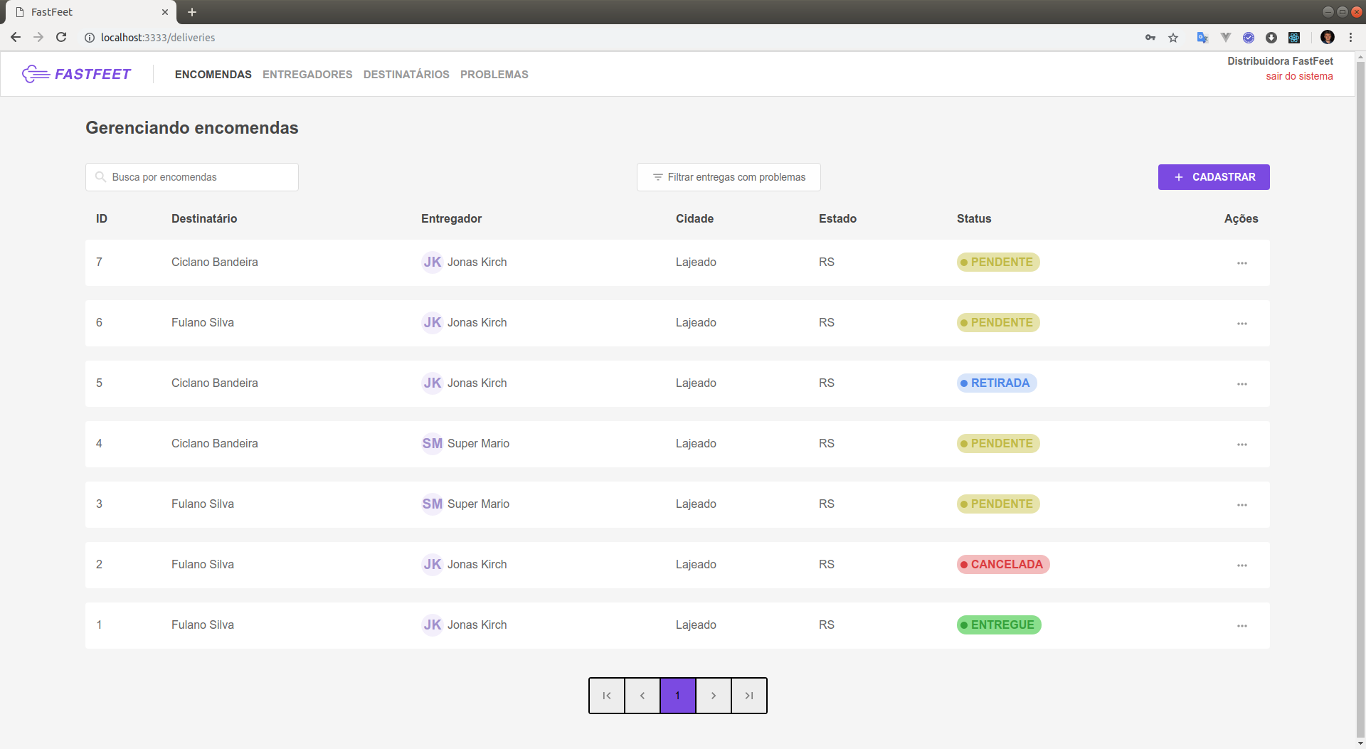 FastFeet
localhost:3333/deliveries
FASTFEET ENCOMENDAS ENTREGADORES DESTINATÁRIOS PROBLEMAS Distribuidora FastFeet
sair do sistema
Gerenciando encomendas
Busca por encomendas Filtrar entregas com problemas + CADASTRAR
ID Destinatário Entregador Cidade Estado Status Ações
7 Ciclano Bandeira JK Jonas Kirch Lajeado RS PENDENTE ...
6 Fulano Silva JK Jonas Kirch Lajeado RS PENDENTE ...
5 Ciclano Bandeira JK Jonas Kirch Lajeado RS RETIRADA ...
4 Ciclano Bandeira SM Super Mario Lajeado RS PENDENTE ...
3 Fulano Silva SM Super Mario Lajeado RS PENDENTE ...
2 Fulano Silva JK Jonas Kirch Lajeado RS CANCELADA ...
1 Fulano Silva JK Jonas Kirch Lajeado RS ENTREGUE ...
1